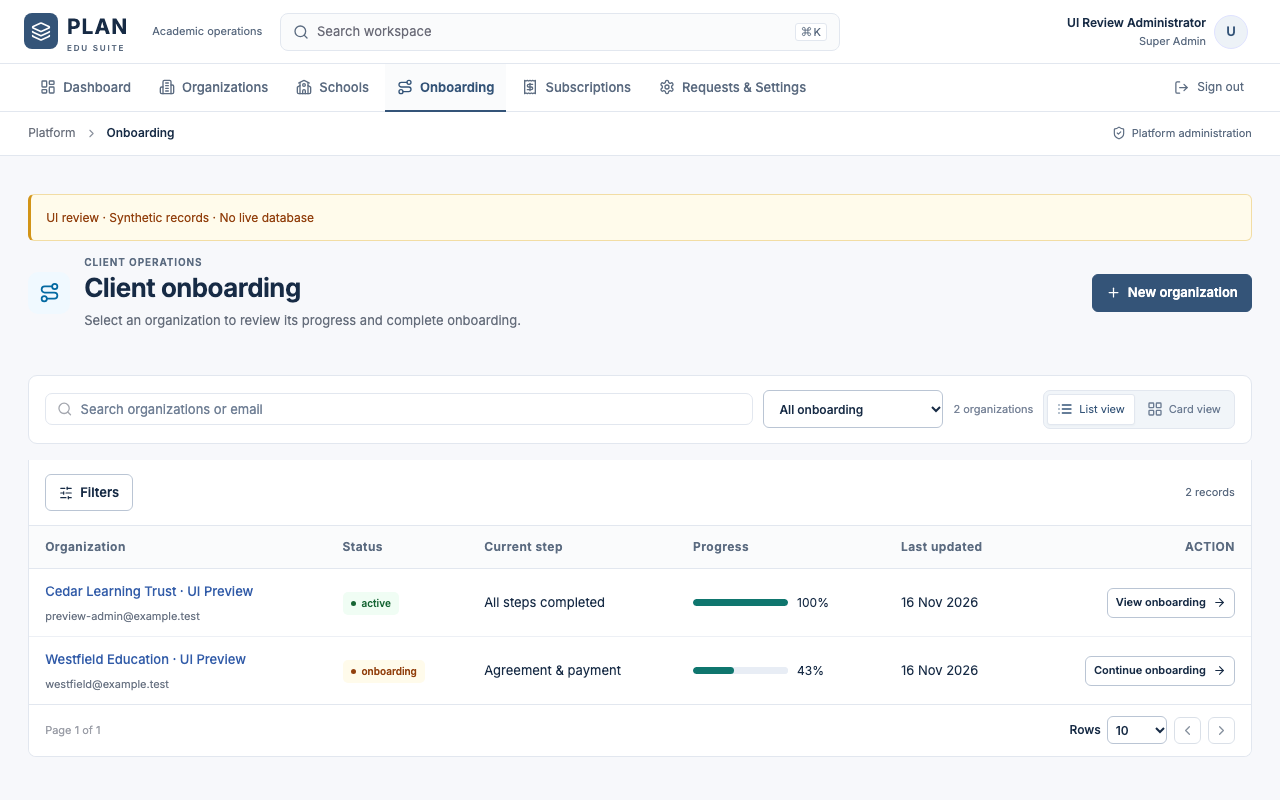 PLAN
EDU SUITE
Academic operations
Search workspace
⌘K
UI Review Administrator
Super Admin
U
Dashboard
Organizations
Schools
Onboarding
Subscriptions
Requests & Settings
Sign out
Platform > Onboarding
Platform administration
UI review · Synthetic records · No live database
CLIENT OPERATIONS
Client onboarding
Select an organization to review its progress and complete onboarding.
+ New organization
Search organizations or email
All onboarding
2 organizations
List view
Card view
Filters
2 records
Organization Status Current step Progress Last updated ACTION
Cedar Learning Trust · UI Preview
preview-admin@example.test
active
All steps completed
100%
16 Nov 2026
View onboarding →
Westfield Education · UI Preview
westfield@example.test
onboarding
Agreement & payment
43%
16 Nov 2026
Continue onboarding →
Page 1 of 1
Rows 10